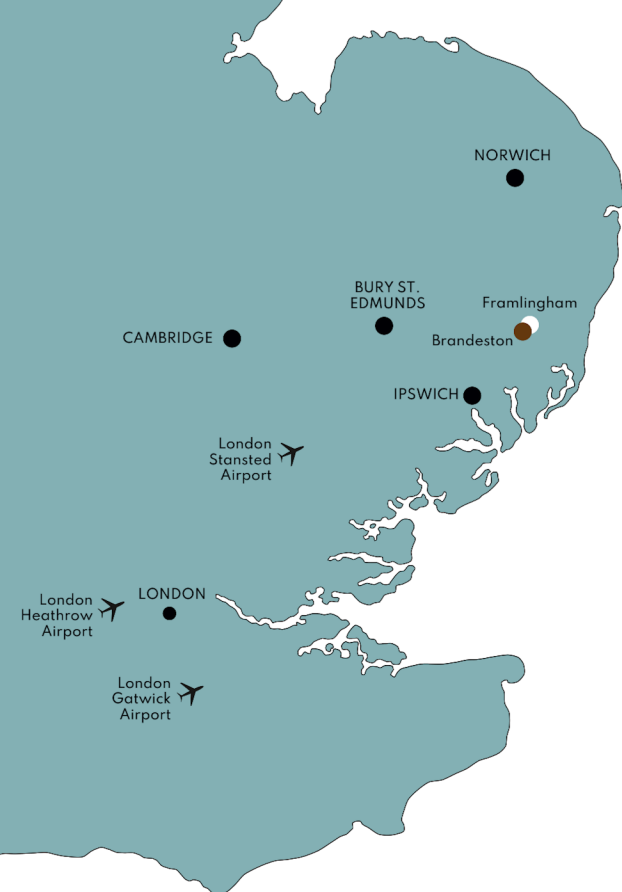 NORWICH
BURY ST.
EDMUNDS
Framlingham
CAMBRIDGE
Brandeston
IPSWICH
London
Stansted
Airport
LONDON
London
Heathrow
Airport
London
Gatwick
Airport